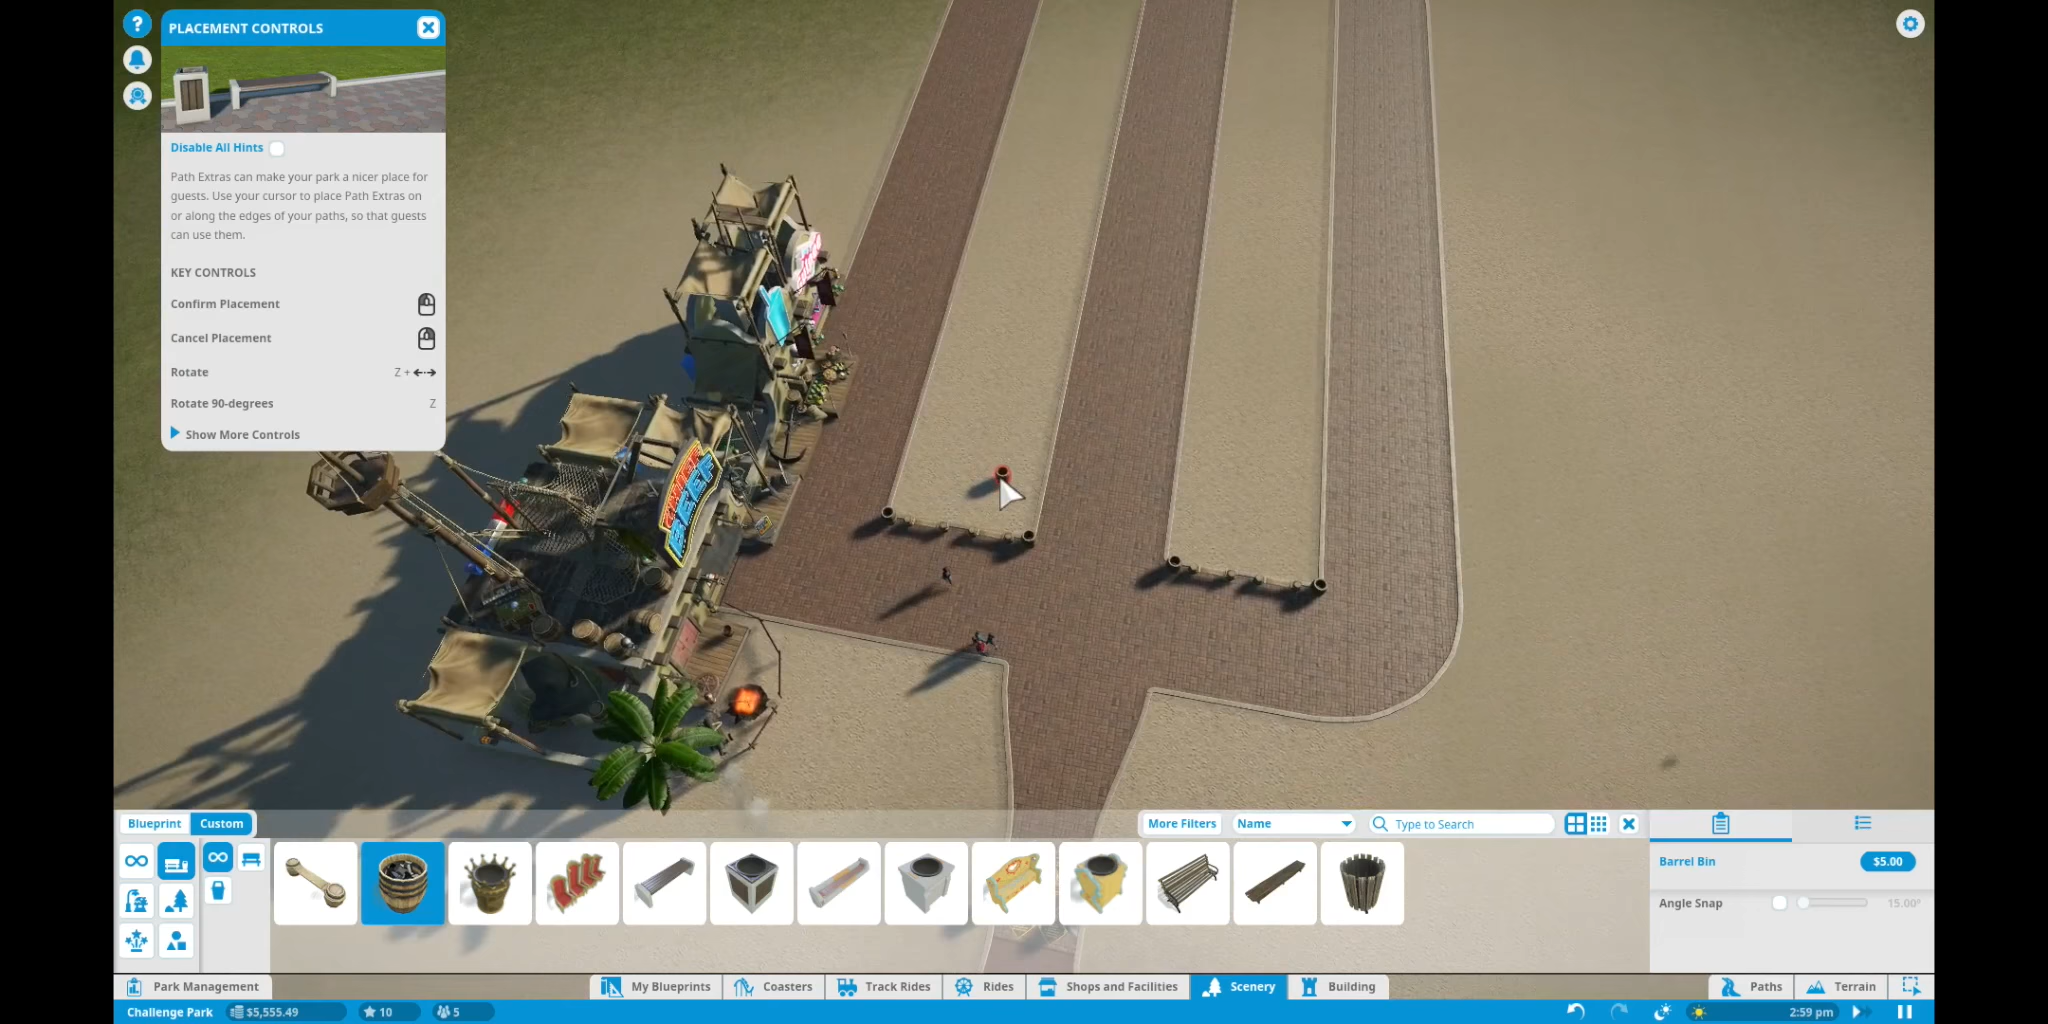 PLACEMENT CONTROLS
Disable All Hints
Path Extras can make your park a nicer place for
guests. Use your cursor to place Path Extras on
or along the edges of your paths, so that guests
can use them.
KEY CONTROLS
Confirm Placement
Cancel Placement
Rotate Z +
Rotate 90-degrees Z
Show More Controls
BEEF
Blueprint Custom
More Filters Name Type to Search
Barrel Bin $5.00
Angle Snap 15.00°
Park Management My Blueprints Coasters Track Rides Rides Shops and Facilities Scenery Building Paths Terrain
Challenge Park $5,555.49 10 5 2:59 pm